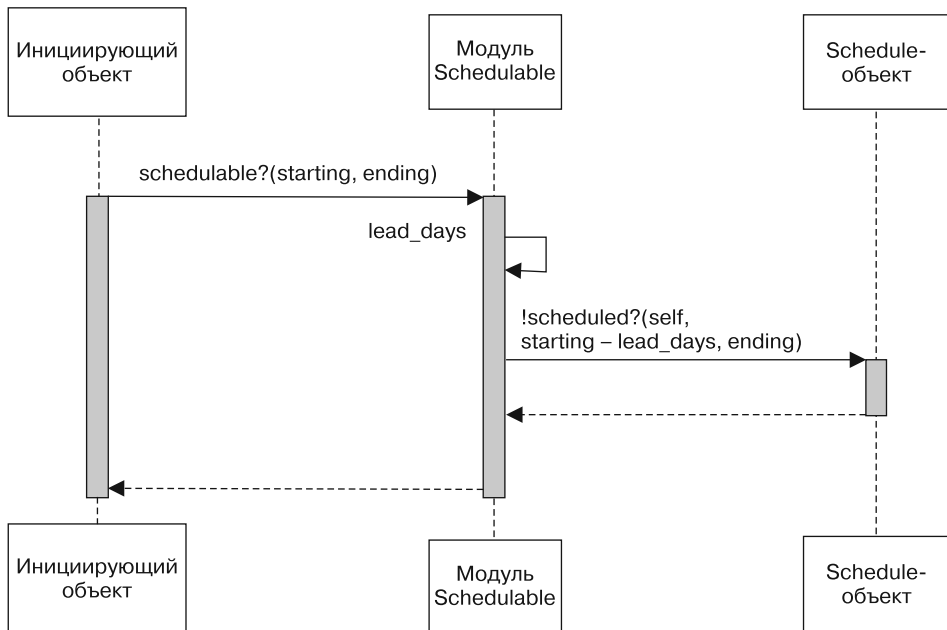 Инициирующий
объект
Модуль
Schedulable
Schedule-
объект
schedulable?(starting, ending)
lead_days
!scheduled?(self,
starting – lead_days, ending)
Инициирующий
объект
Модуль
Schedulable
Schedule-
объект